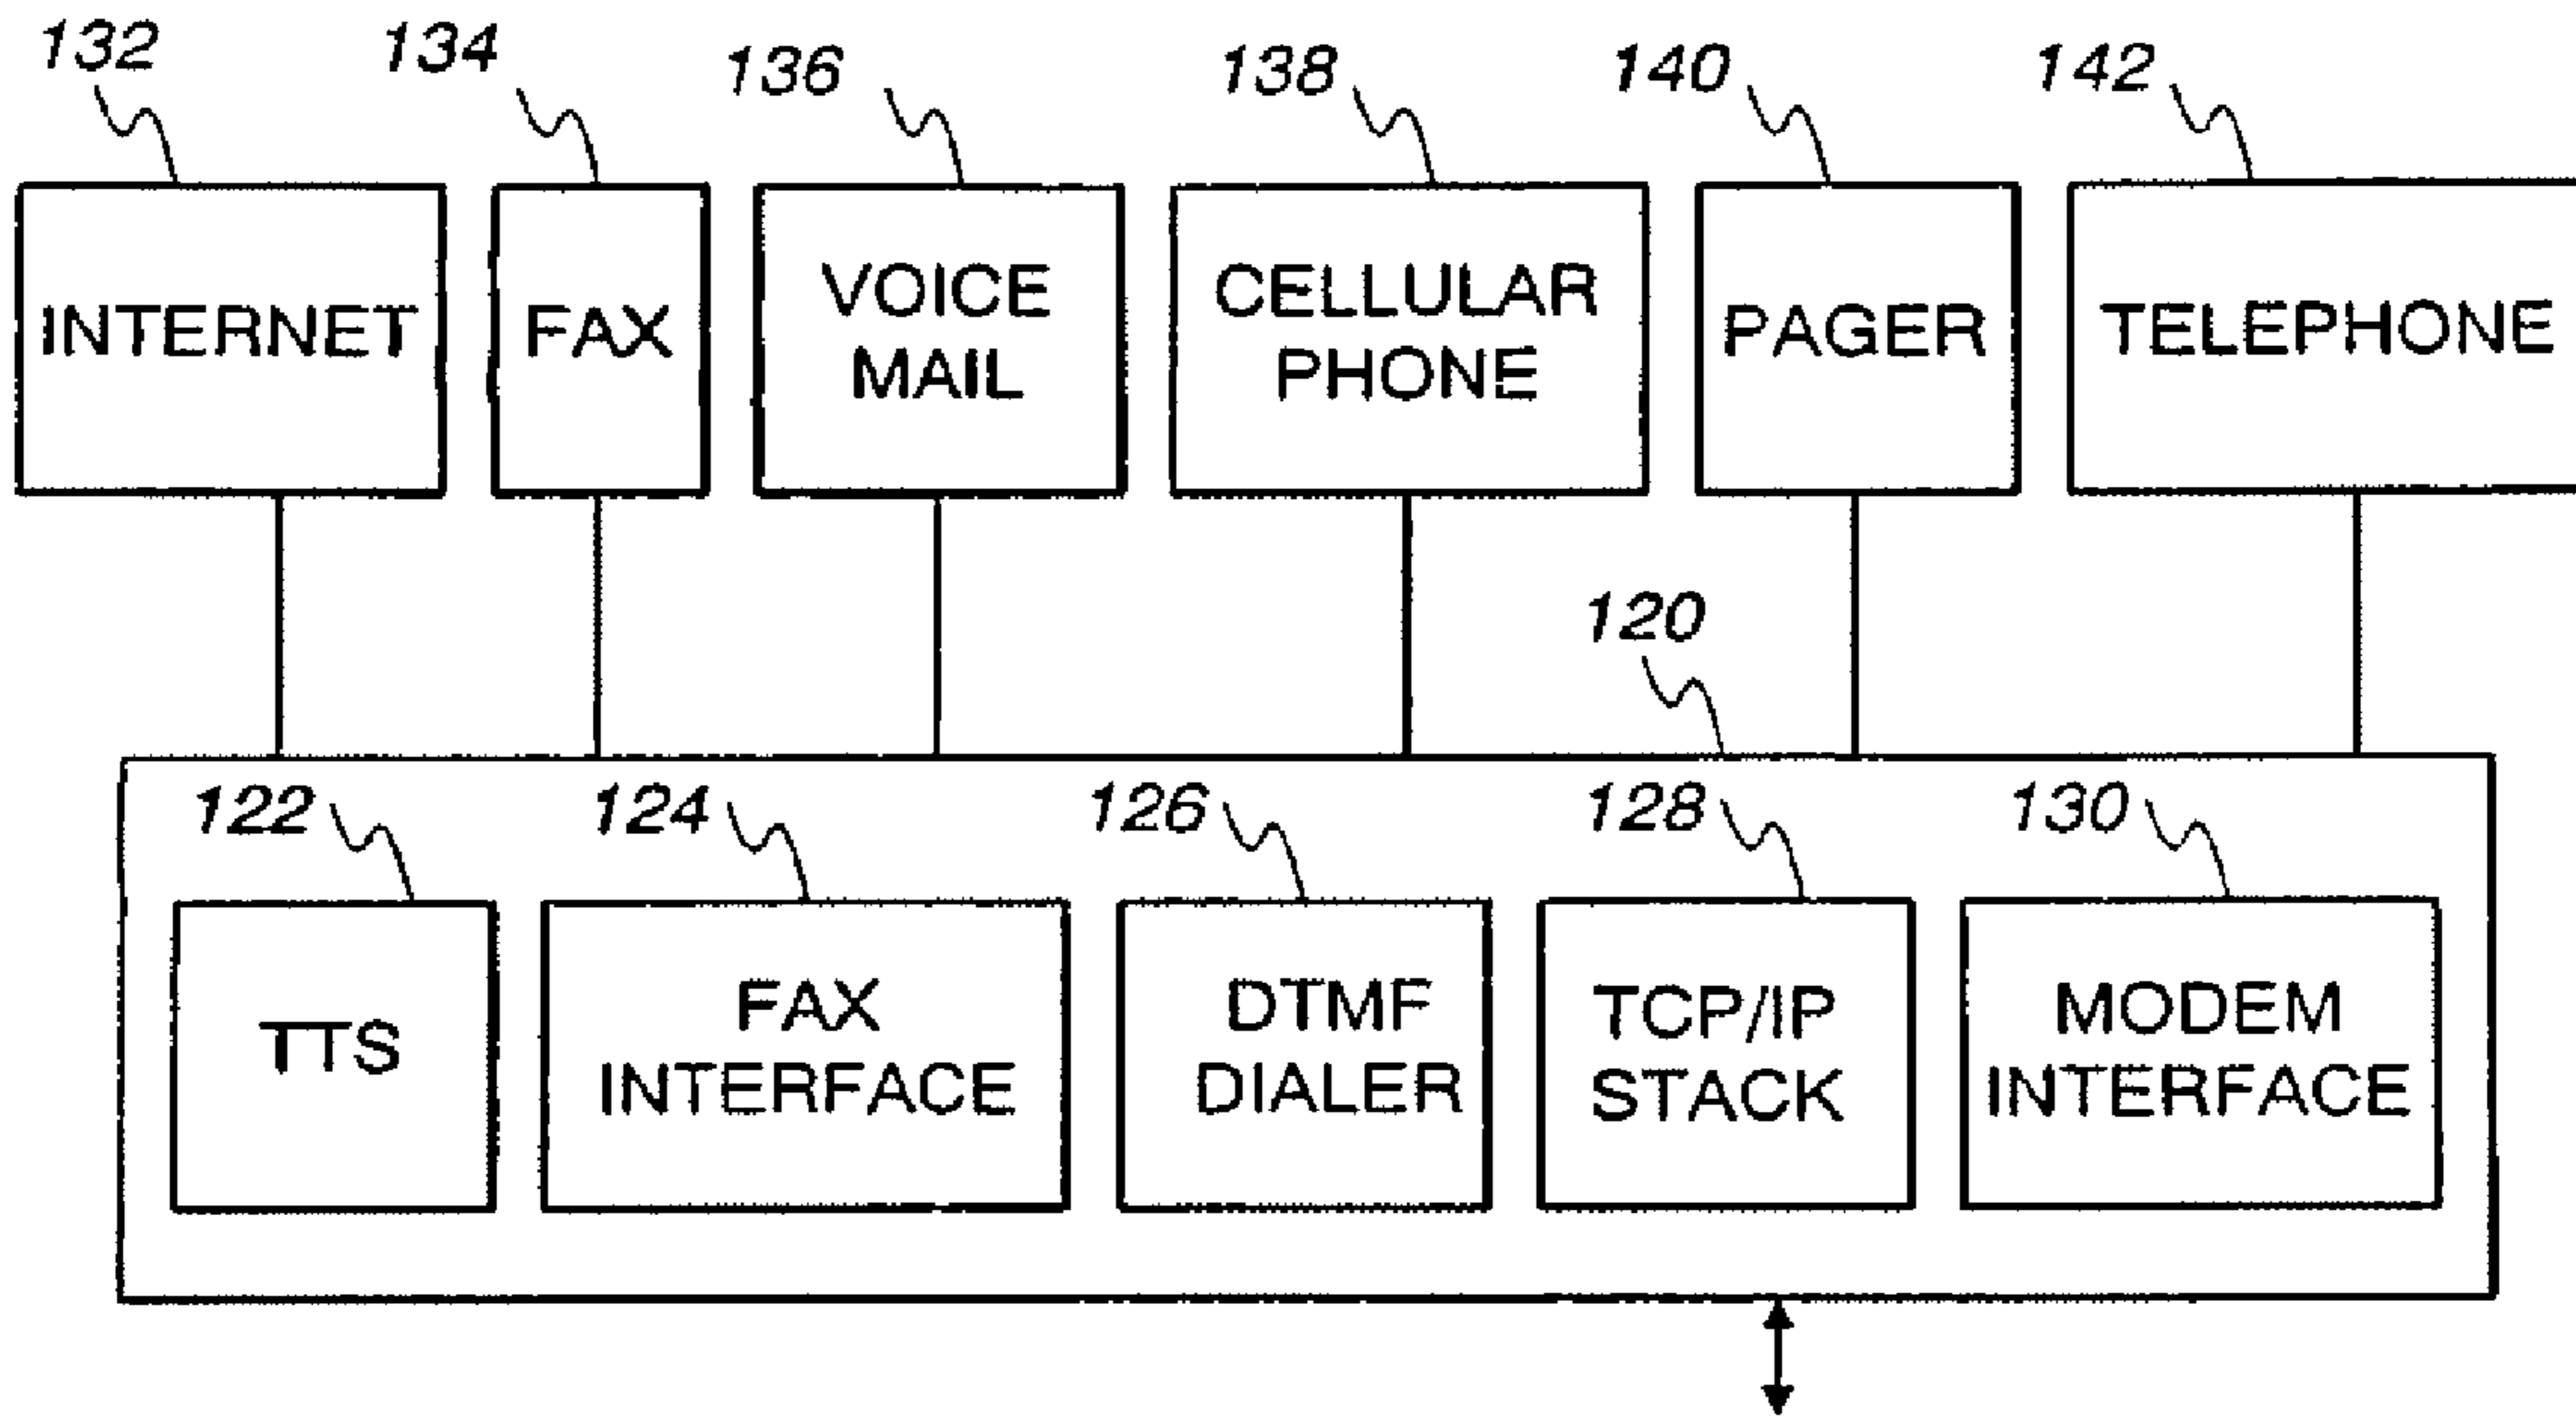 132 134 136 138 140 142
INTERNET
FAX
VOICE
MAIL
CELLULAR
PHONE
PAGER
TELEPHONE
120
122 124 126 128 130
TTS
FAX
INTERFACE
DTMF
DIALER
TCP/IP
STACK
MODEM
INTERFACE